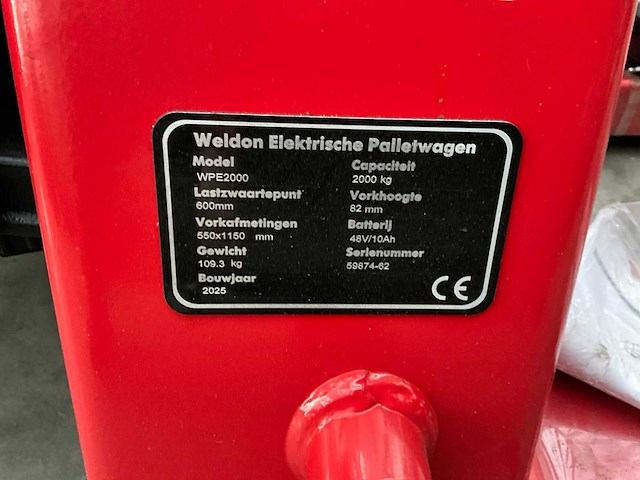 Weldon Elektrische Palletwagen
Model Capaciteit
WPE2000 2000 kg
Lastzwaartepunt Vorkhoogte
600mm 82 mm
Vorkafmetingen Batterij
550x1150 mm 48V/10Ah
Gewicht Serienummer
109.3 kg 59874-62
Bouwjaar
2025
CE